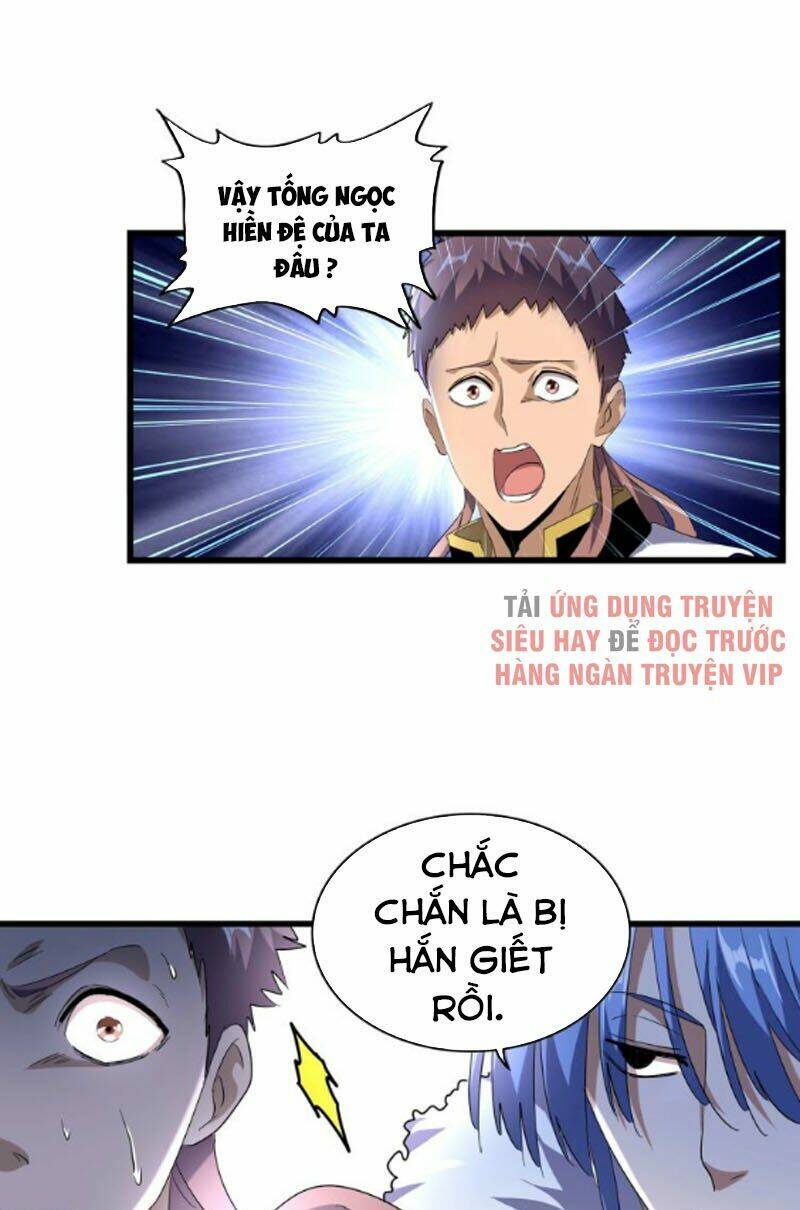 VẬY TỐNG NGỌC
HIỀN ĐỆ CỦA TA
ĐÂU ?
TẢI ỨNG DỤNG TRUYỆN
SIÊU HAY ĐỂ ĐỌC TRƯỚC
HÀNG NGÀN TRUYỆN VIP
CHẮC
CHẮN LÀ BỊ
HẮN GIẾT
RỒI.